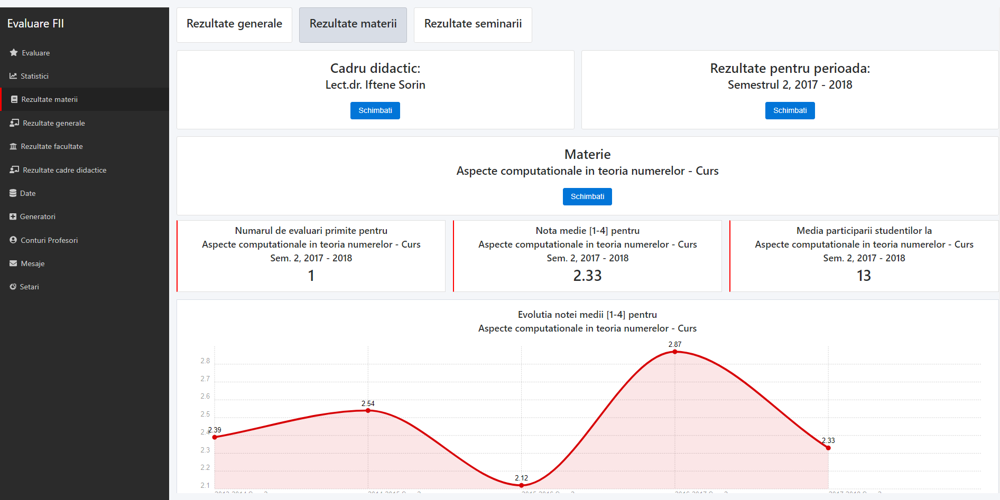 Evaluare FII
Evaluare
Statistici
Rezultate materii
Rezultate generale
Rezultate facultate
Rezultate cadre didactice
Date
Generatori
Conturi Profesori
Mesaje
Setari
Rezultate generale
Rezultate materii
Rezultate seminarii
Cadru didactic:
Lect.dr. Iftene Sorin
Schimbati
Rezultate pentru perioada:
Semestrul 2, 2017 - 2018
Schimbati
Materie
Aspecte computationale in teoria numerelor - Curs
Schimbati
Numarul de evaluari primite pentru
Aspecte computationale in teoria numerelor - Curs
Sem. 2, 2017 - 2018
1
Nota medie [1-4] pentru
Aspecte computationale in teoria numerelor - Curs
Sem. 2, 2017 - 2018
2.33
Media participarii studentilor la
Aspecte computationale in teoria numerelor - Curs
Sem. 2, 2017 - 2018
13
Evolutia notei medii [1-4] pentru
Aspecte computationale in teoria numerelor - Curs
2.8
2.7
2.6
2.5
2.4
2.3
2.2
2.1
2.39
2.54
2.12
2.87
2.33